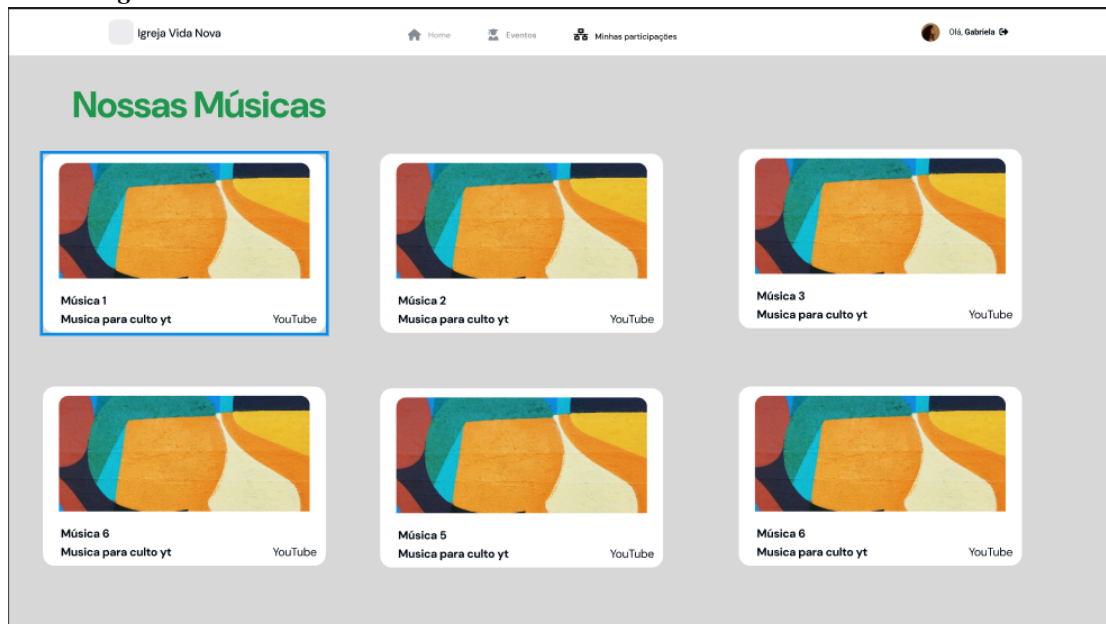 Igreja Vida Nova
Home
Eventos
Minhas participações
Olá, Gabriela
Nossas Músicas
Música 1
Musica para culto yt
YouTube
Música 2
Musica para culto yt
YouTube
Música 3
Musica para culto yt
YouTube
Música 6
Musica para culto yt
YouTube
Música 5
Musica para culto yt
YouTube
Música 6
Musica para culto yt
YouTube